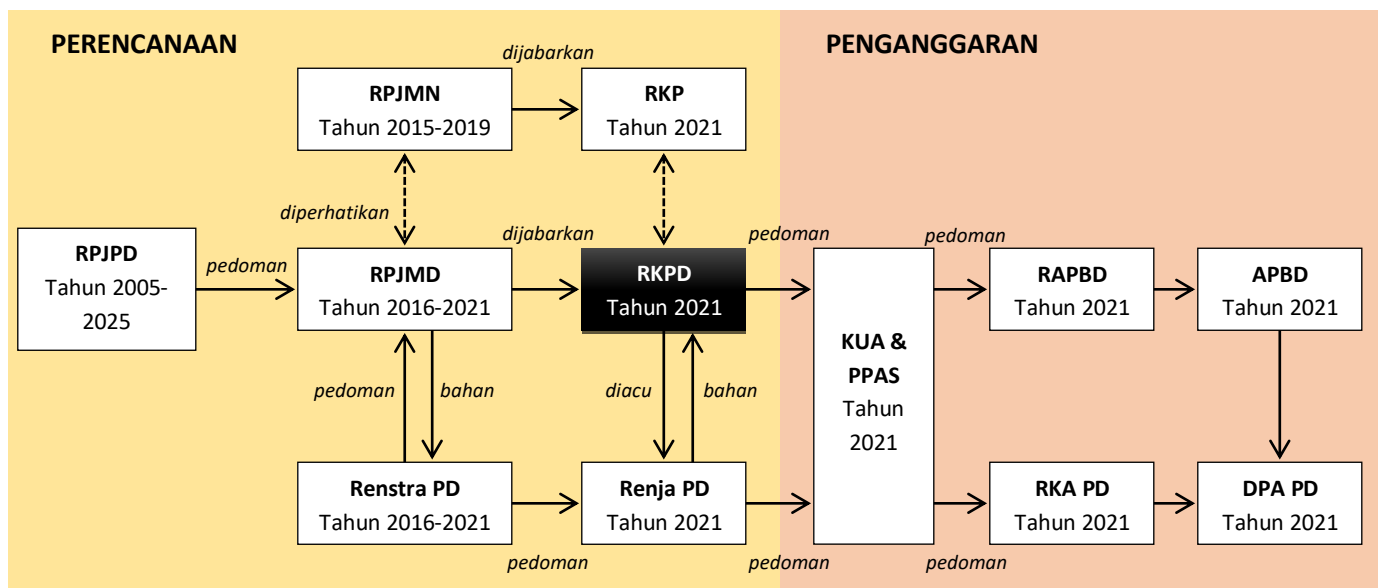 PERENCANAAN
PENGANGGARAN
dijabarkan
RPJMN
Tahun 2015-2019
RKP
Tahun 2021
diperhatikan
dijabarkan
pedoman
pedoman
RPJPD
Tahun 2005-
2025
pedoman
RPJMD
Tahun 2016-2021
RKPD
Tahun 2021
KUA &
PPAS
Tahun
2021
RAPBD
Tahun 2021
APBD
Tahun 2021
pedoman
bahan
diacu
bahan
Renstra PD
Tahun 2016-2021
Renja PD
Tahun 2021
RKA PD
Tahun 2021
DPA PD
Tahun 2021
pedoman
pedoman
pedoman